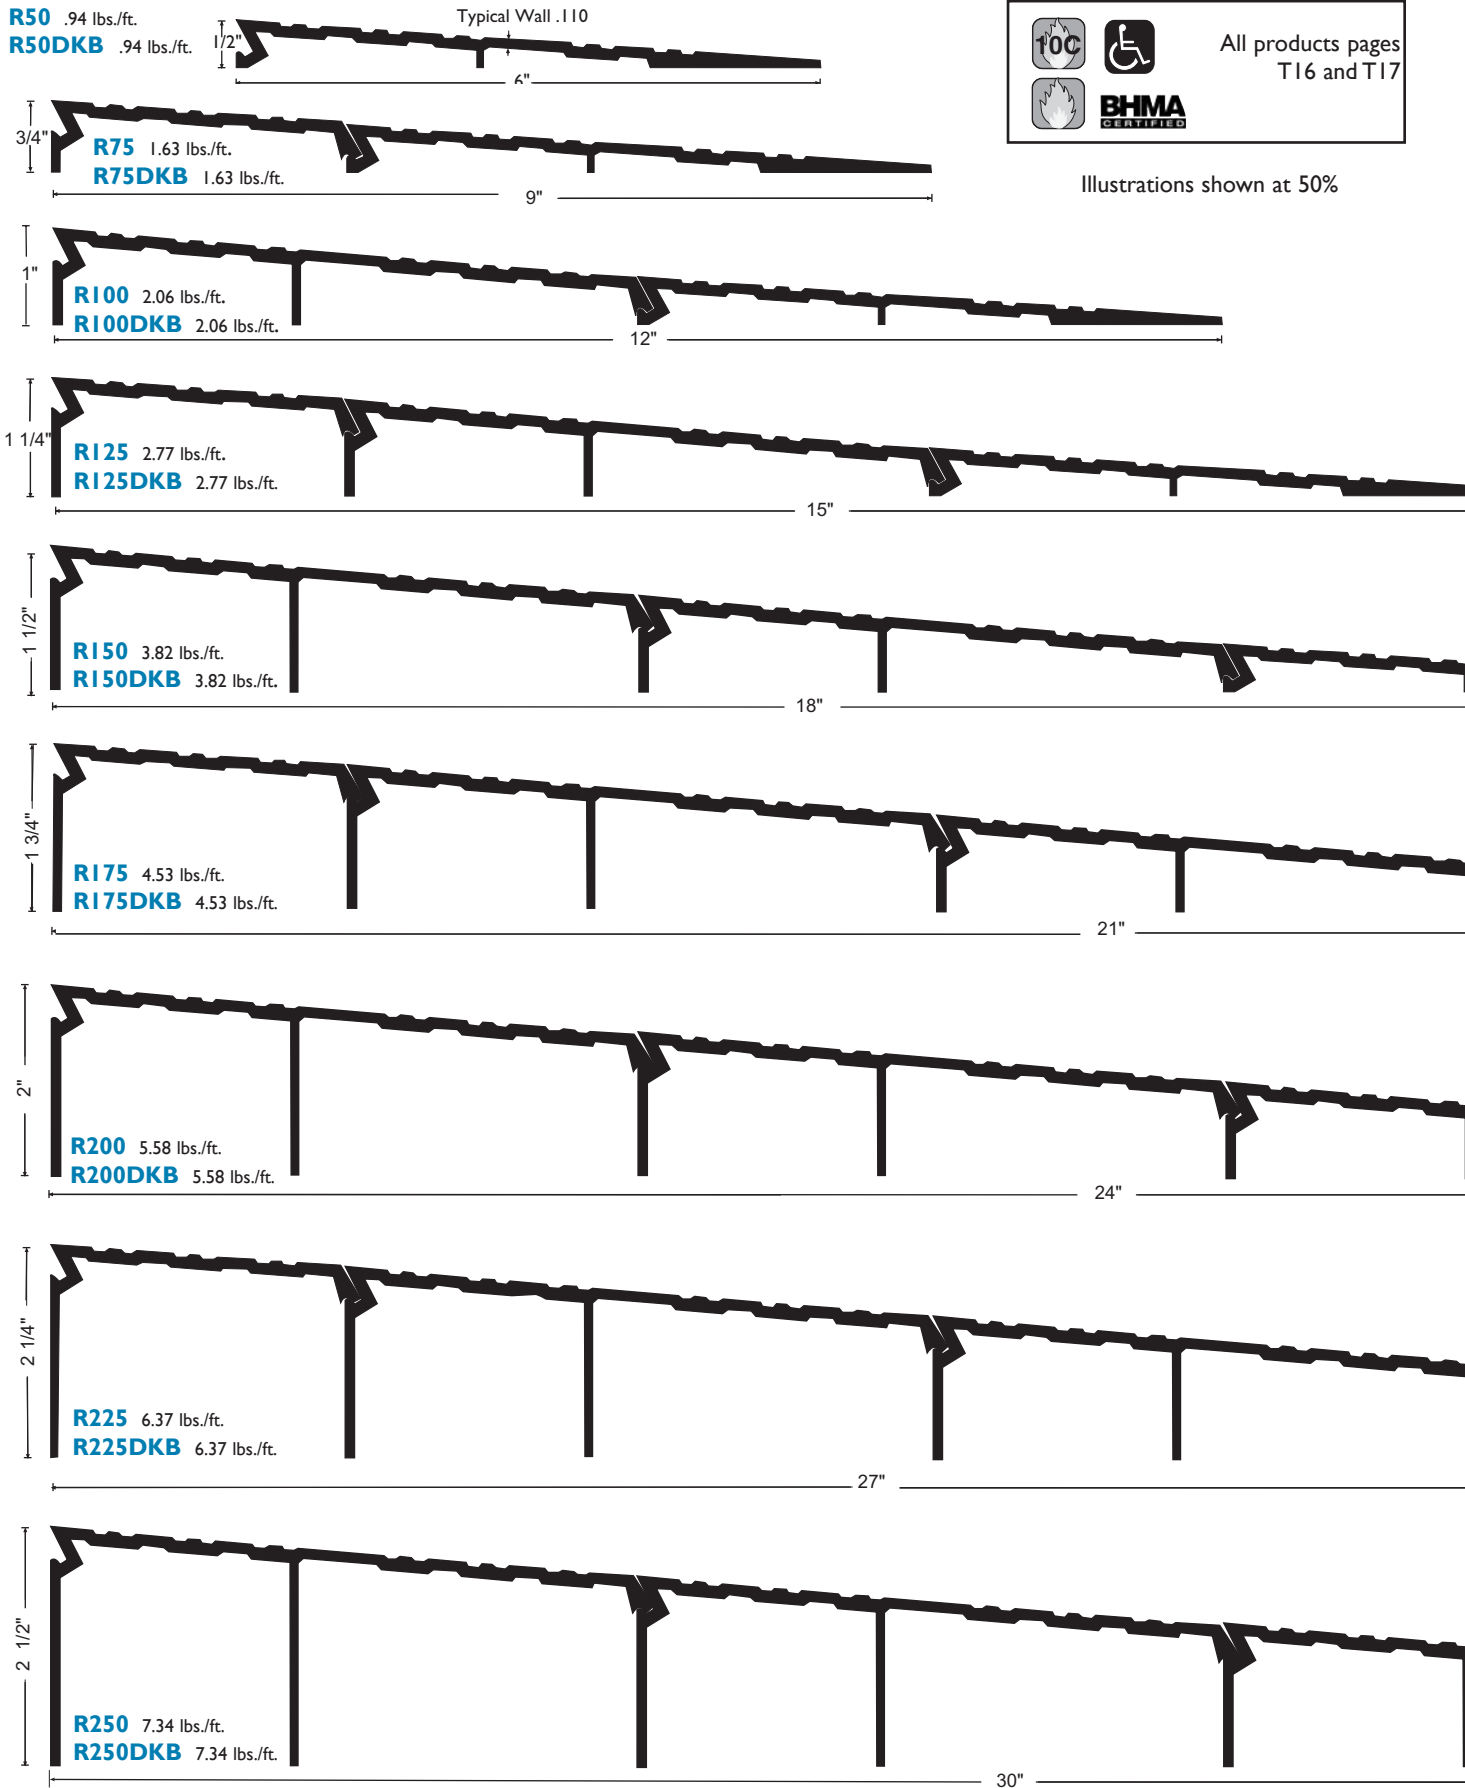 R50 .94 lbs./ft.
R50DKB .94 lbs./ft.
1/2"
Typical Wall .110
6"
10C
All products pages
T16 and T17
BHMA
CERTIFIED
Illustrations shown at 50%
3/4"
R75 1.63 lbs./ft.
R75DKB 1.63 lbs./ft.
9"
1"
R100 2.06 lbs./ft.
R100DKB 2.06 lbs./ft.
12"
1 1/4"
R125 2.77 lbs./ft.
R125DKB 2.77 lbs./ft.
15"
1 1/2"
R150 3.82 lbs./ft.
R150DKB 3.82 lbs./ft.
18"
1 3/4"
R175 4.53 lbs./ft.
R175DKB 4.53 lbs./ft.
21"
2"
R200 5.58 lbs./ft.
R200DKB 5.58 lbs./ft.
24"
2 1/4"
R225 6.37 lbs./ft.
R225DKB 6.37 lbs./ft.
27"
2 1/2"
R250 7.34 lbs./ft.
R250DKB 7.34 lbs./ft.
30"